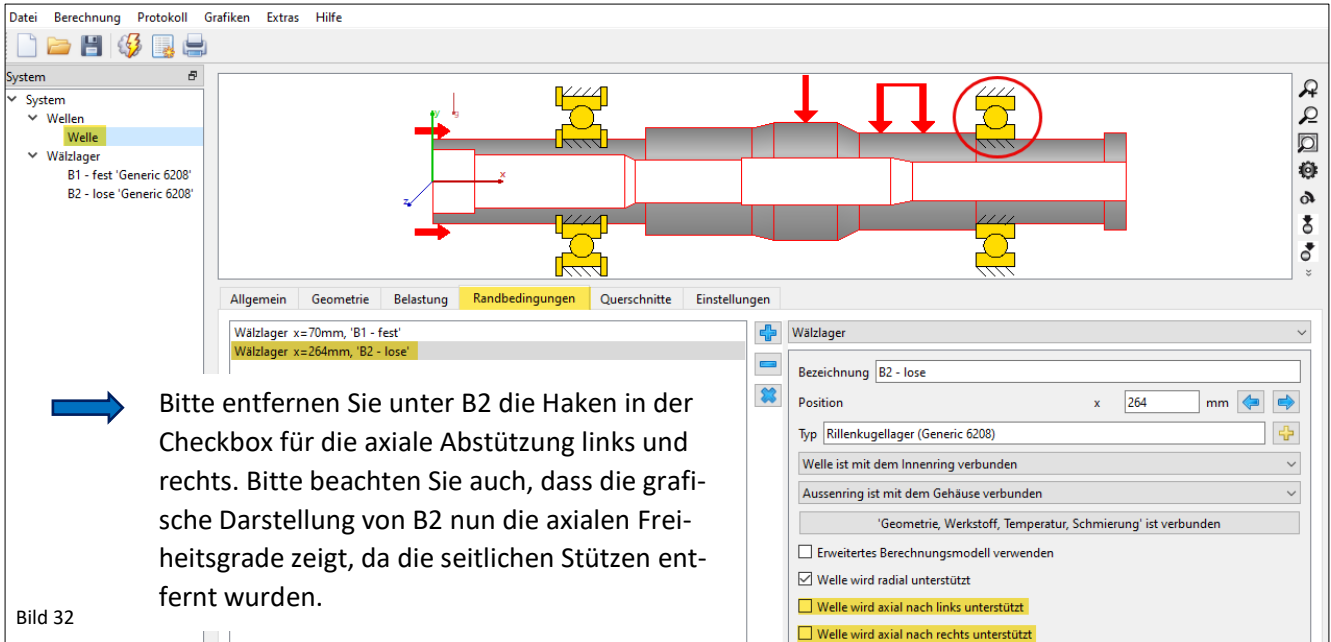 Datei Berechnung Protokoll Grafiken Extras Hilfe
System
System
Wellen
Welle
Wälzlager
B1 - fest 'Generic 6208'
B2 - lose 'Generic 6208'
y
g
x
z
Allgemein Geometrie Belastung Randbedingungen Querschnitte Einstellungen
Wälzlager x=70mm, 'B1 - fest'
Wälzlager x=264mm, 'B2 - lose'
Bitte entfernen Sie unter B2 die Haken in der
Checkbox für die axiale Abstützung links und
rechts. Bitte beachten Sie auch, dass die grafi-
sche Darstellung von B2 nun die axialen Frei-
heitsgrade zeigt, da die seitlichen Stützen ent-
fernt wurden.
Bild 32
Wälzlager
Bezeichnung B2 - lose
Position x 264 mm
Typ Rillenkugellager (Generic 6208)
Welle ist mit dem Innenring verbunden
Aussenring ist mit dem Gehäuse verbunden
'Geometrie, Werkstoff, Temperatur, Schmierung' ist verbunden
Erweitertes Berechnungsmodell verwenden
Welle wird radial unterstützt
Welle wird axial nach links unterstützt
Welle wird axial nach rechts unterstützt